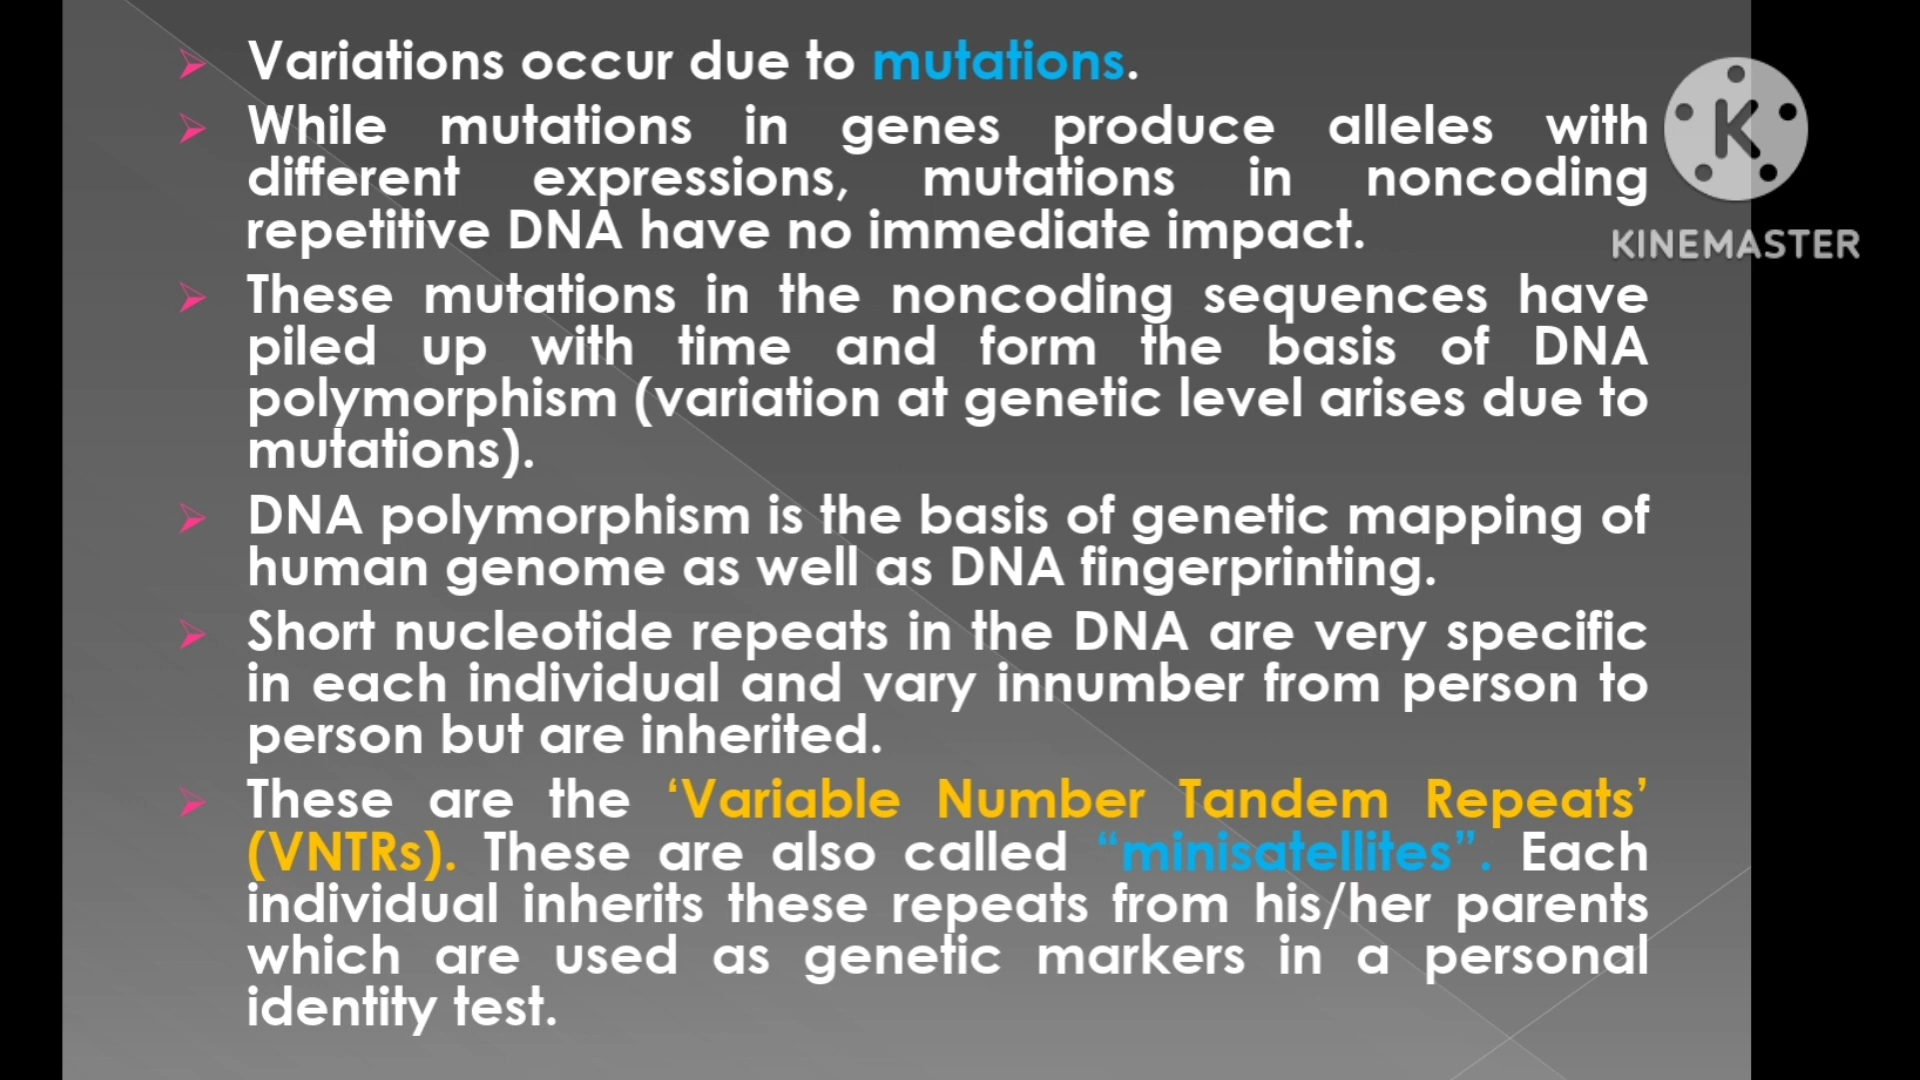 Variations occur due to mutations.
While mutations in genes produce alleles with
different expressions, mutations in noncoding
repetitive DNA have no immediate impact.
These mutations in the noncoding sequences have
piled up with time and form the basis of DNA
polymorphism (variation at genetic level arises due to
mutations).
DNA polymorphism is the basis of genetic mapping of
human genome as well as DNA fingerprinting.
Short nucleotide repeats in the DNA are very specific
in each individual and vary innumber from person to
person but are inherited.
These are the ‘Variable Number Tandem Repeats’
(VNTRs). These are also called “minisatellites”. Each
individual inherits these repeats from his/her parents
which are used as genetic markers in a personal
identity test.
K
KINEMASTER